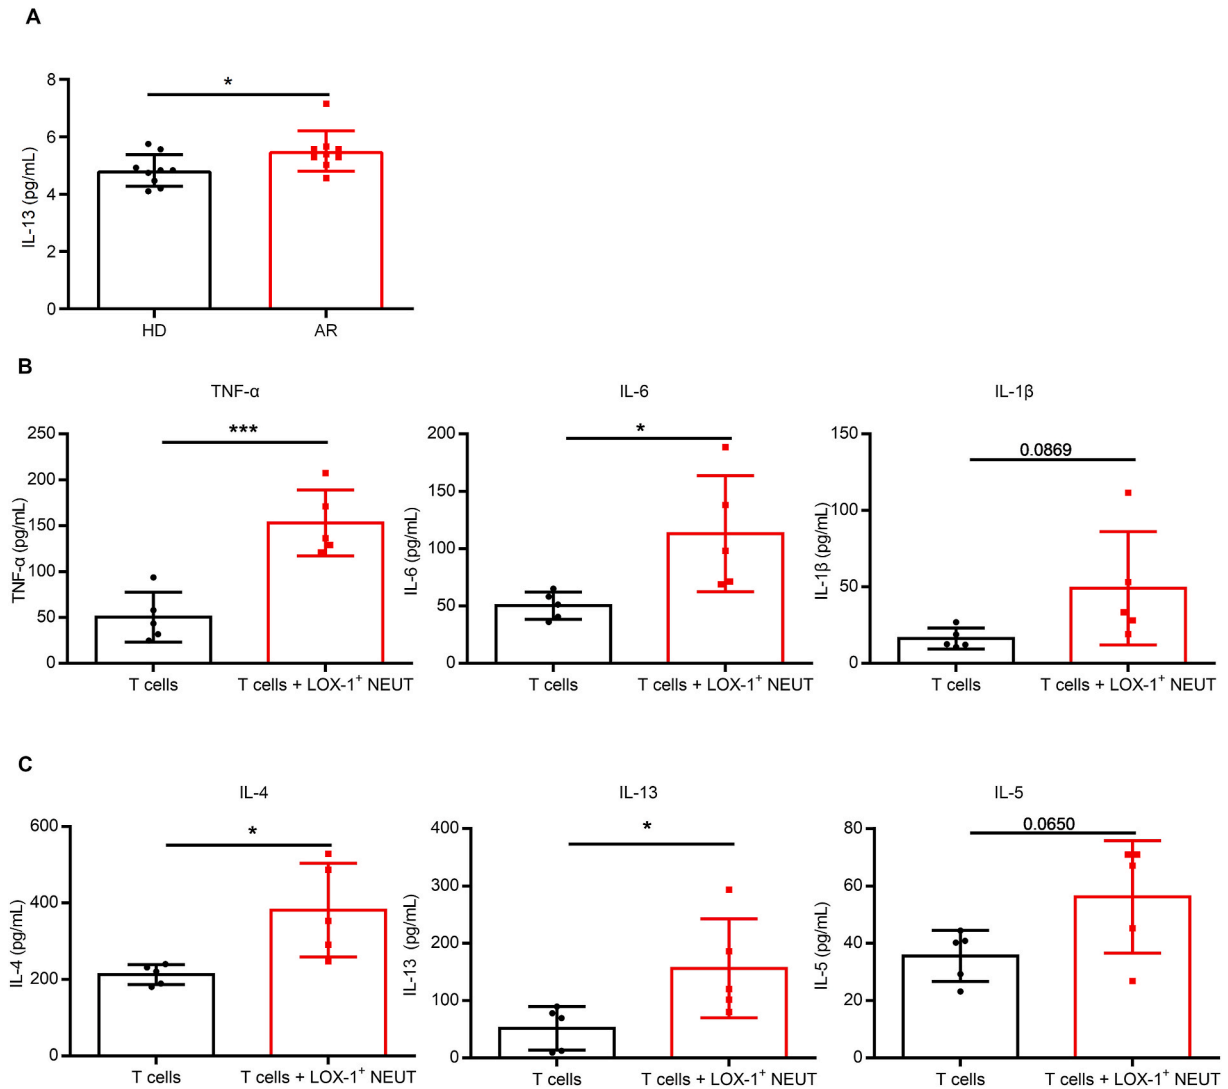 A
IL-13 (pg/mL)
8
6
4
2
0
*
HD
AR
B
TNF-α
TNF-α (pg/mL)
250
200
150
100
50
0
***
T cells
T cells + LOX-1⁺ NEUT
IL-6
IL-6 (pg/mL)
200
150
100
50
0
*
T cells
T cells + LOX-1⁺ NEUT
IL-1β
IL-1β (pg/mL)
150
100
50
0
0.0869
T cells
T cells + LOX-1⁺ NEUT
C
IL-4
IL-4 (pg/mL)
600
400
200
0
*
T cells
T cells + LOX-1⁺ NEUT
IL-13
IL-13 (pg/mL)
400
300
200
100
0
*
T cells
T cells + LOX-1⁺ NEUT
IL-5
IL-5 (pg/mL)
80
60
40
20
0
0.0650
T cells
T cells + LOX-1⁺ NEUT